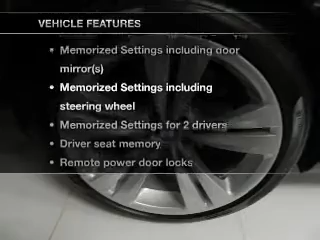 VEHICLE FEATURES
• Memorized Settings including door
mirror(s)
• Memorized Settings including
steering wheel
• Memorized Settings for 2 drivers
• Driver seat memory
• Remote power door locks